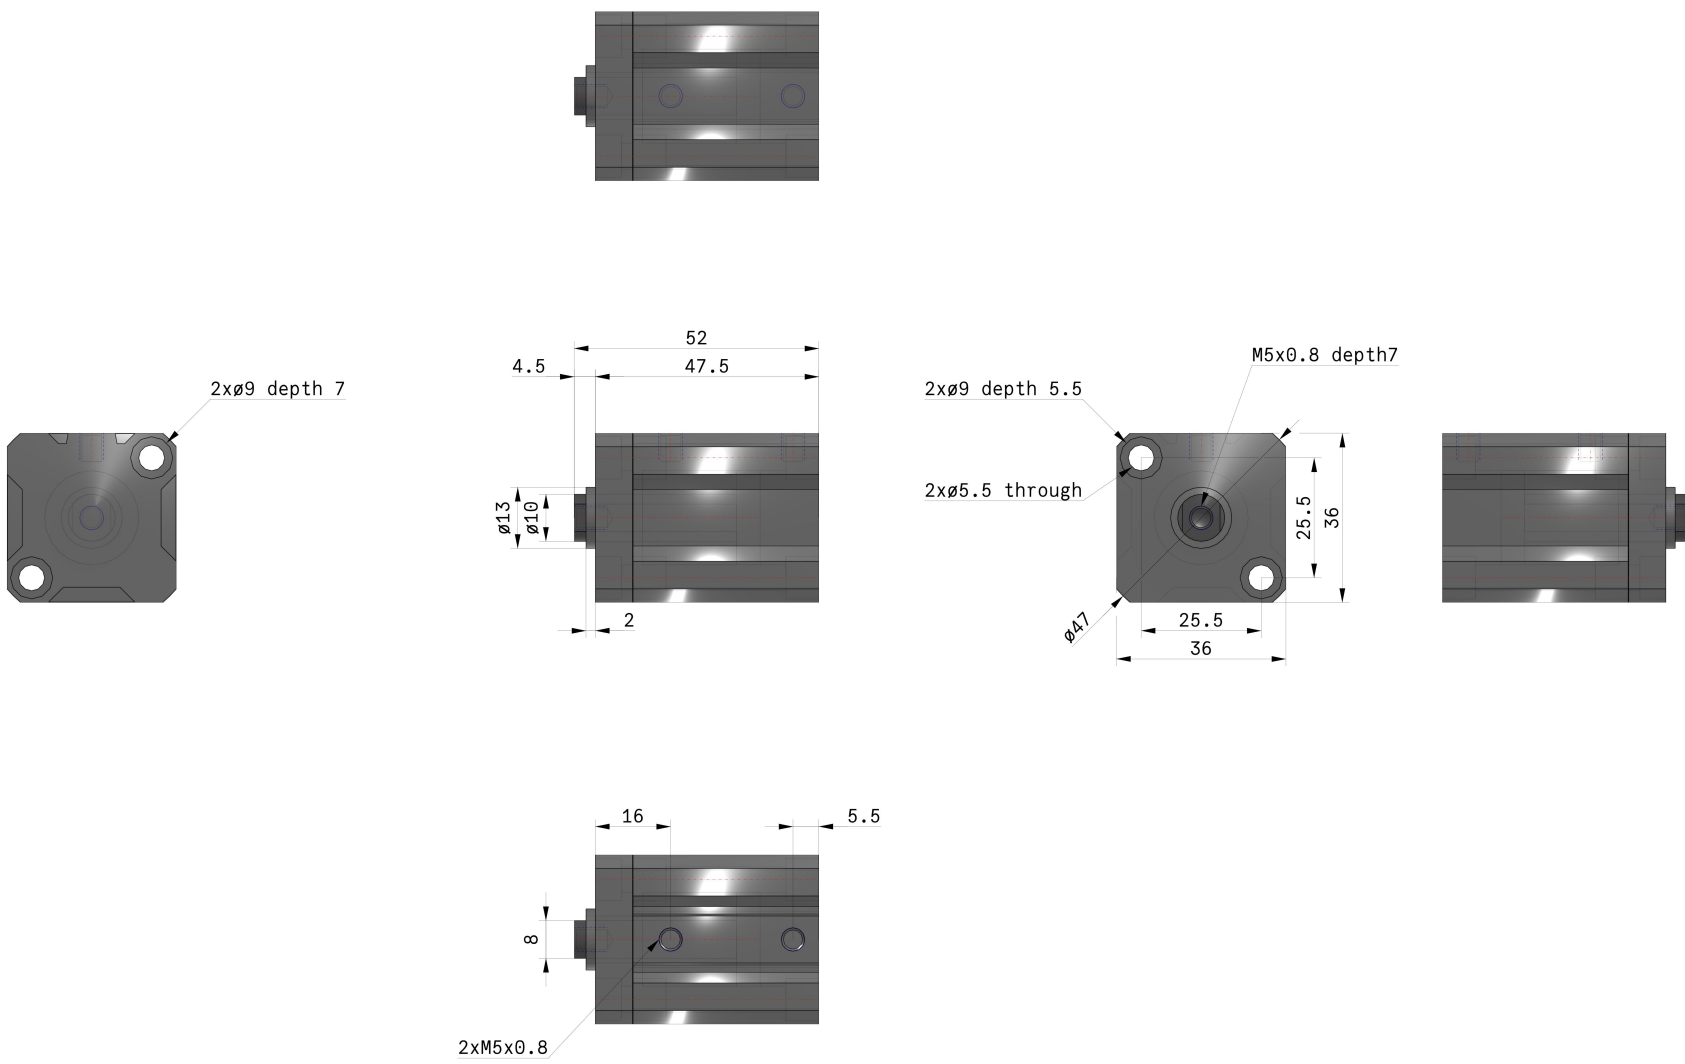 52
4.5
47.5
M5x0.8 depth7
2xø9 depth 7
2xø9 depth 5.5
2xø5.5 through
ø13
ø10
25.5
36
2
ø47
25.5
36
16
5.5
8
2xM5x0.8